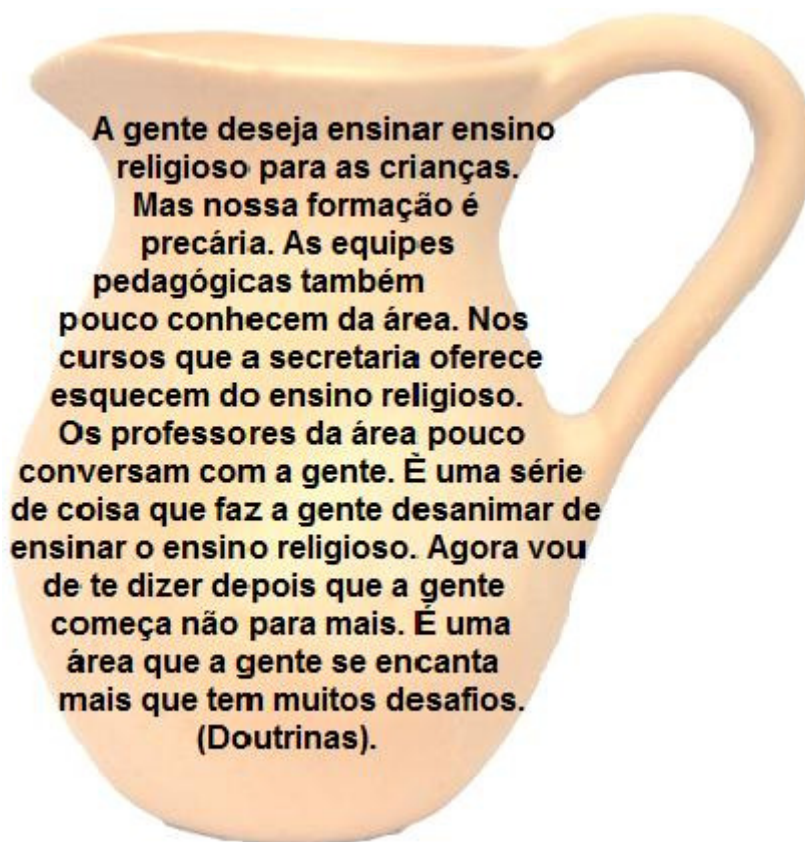 A gente deseja ensinar ensino
religioso para as crianças.
Mas nossa formação é
precária. As equipes
pedagógicas também
pouco conhecem da área. Nos
cursos que a secretaria oferece
esquecem do ensino religioso.
Os professores da área pouco
conversam com a gente. È uma série
de coisa que faz a gente desanimar de
ensinar o ensino religioso. Agora vou
de te dizer depois que a gente
começa não para mais. É uma
área que a gente se encanta
mais que tem muitos desafios.
(Doutrinas).